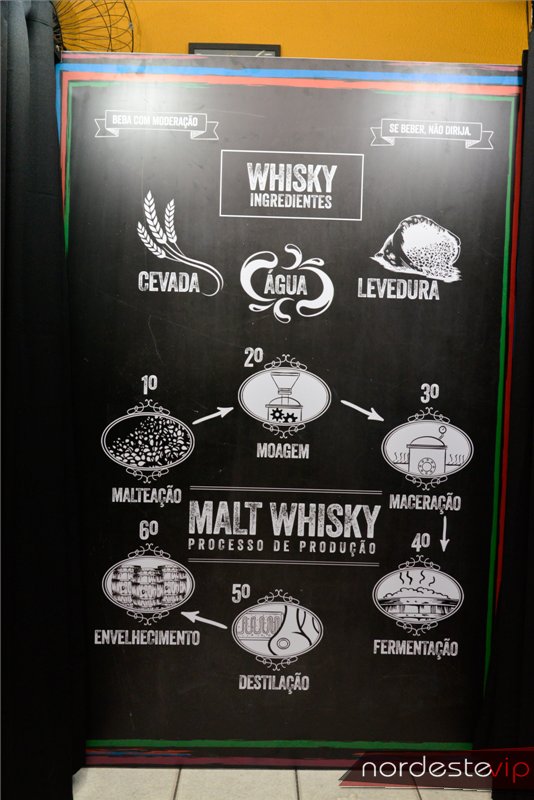 BEBA COM MODERAÇÃO
SE BEBER, NÃO DIRIJA.
WHISKY
INGREDIENTES
CEVADA
ÁGUA
LEVEDURA
1º
MALTEAÇÃO
2º
MOAGEM
3º
MACERAÇÃO
MALT WHISKY
PROCESSO DE PRODUÇÃO
4º
FERMENTAÇÃO
5º
DESTILAÇÃO
6º
ENVELHECIMENTO
nordestevip